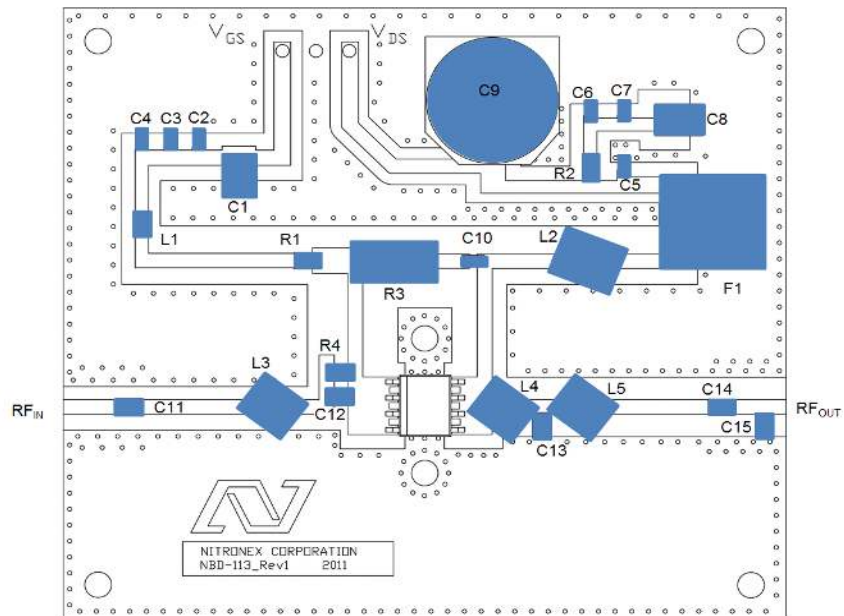 VGS
VDS
C9
C6
C7
C8
C4
C3
C2
R2
C5
C1
L1
R1
L2
C10
R3
F1
R4
L3
L4
L5
RFIN
C11
C12
C14
RFOUT
C13
C15
NITRONEX CORPORATION
NBD-113_Rev1 2011